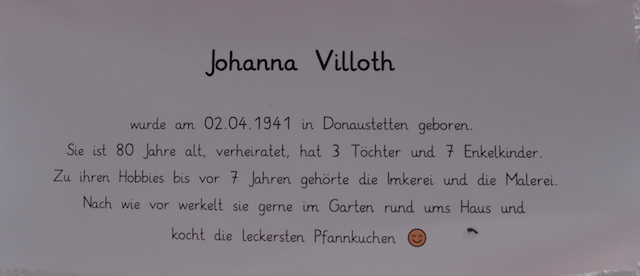 Johanna Villoth
wurde am 02.04.1941 in Donaustetten geboren.
Sie ist 80 Jahre alt, verheiratet, hat 3 Töchter und 7 Enkelkinder.
Zu ihren Hobbies bis vor 7 Jahren gehörte die Imkerei und die Malerei.
Nach wie vor werkelt sie gerne im Garten rund ums Haus und
kocht die leckersten Pfannkuchen 😊